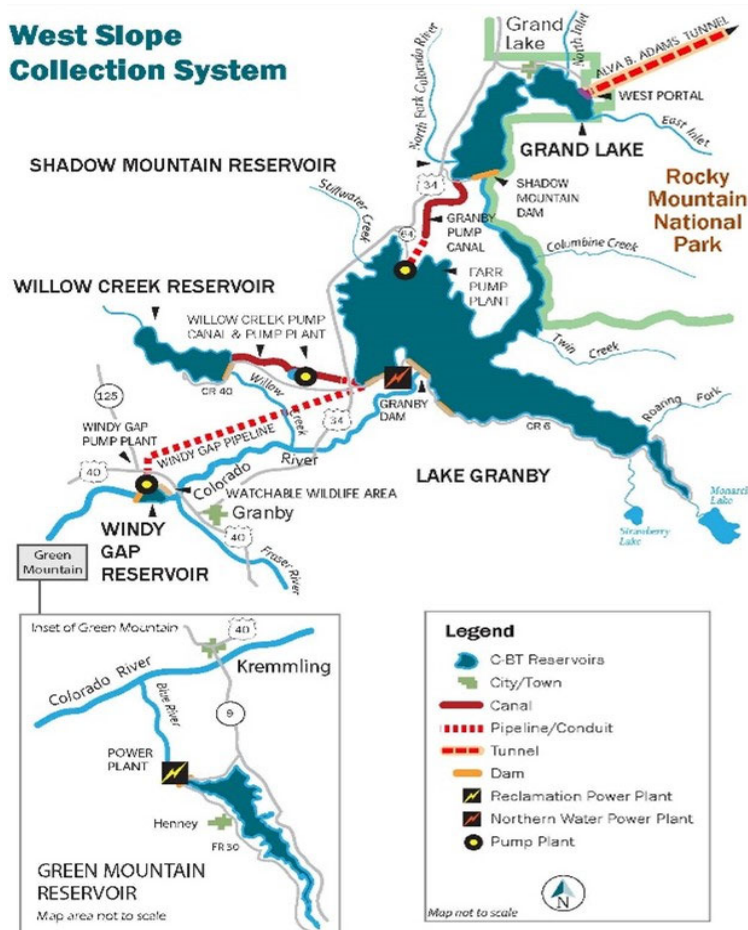 West Slope
Collection System
Grand
Lake
North Inlet
ALVA B. ADAMS TUNNEL
WEST PORTAL
East Inlet
GRAND LAKE
North Fork Colorado River
34
SHADOW MOUNTAIN RESERVOIR
SHADOW
MOUNTAIN
DAM
Rocky
Mountain
National
Park
Stillwater Creek
GRANBY
PUMP
CANAL
64
Columbine Creek
FARR
PUMP
PLANT
WILLOW CREEK RESERVOIR
WILLOW CREEK PUMP
CANAL & PUMP PLANT
Twin Creek
CR 40
Willow
Creek
GRANBY
DAM
125
34
CR 6
Roaring Fork
WINDY GAP
PUMP PLANT
WINDY GAP PIPELINE
40
Colorado
River
LAKE GRANBY
WATCHABLE WILDLIFE AREA
Granby
WINDY
GAP
RESERVOIR
40
Fraser River
Strawberry
Lake
Monarch
Lake
Green
Mountain
Inset of Green Mountain
40
Kremmling
Colorado River
Blue River
9
POWER
PLANT
Henney
FR 30
GREEN MOUNTAIN
RESERVOIR
Map area not to scale
Legend
C-BT Reservoirs
City/Town
Canal
Pipeline/Conduit
Tunnel
Dam
Reclamation Power Plant
Northern Water Power Plant
Pump Plant
N
Map not to scale